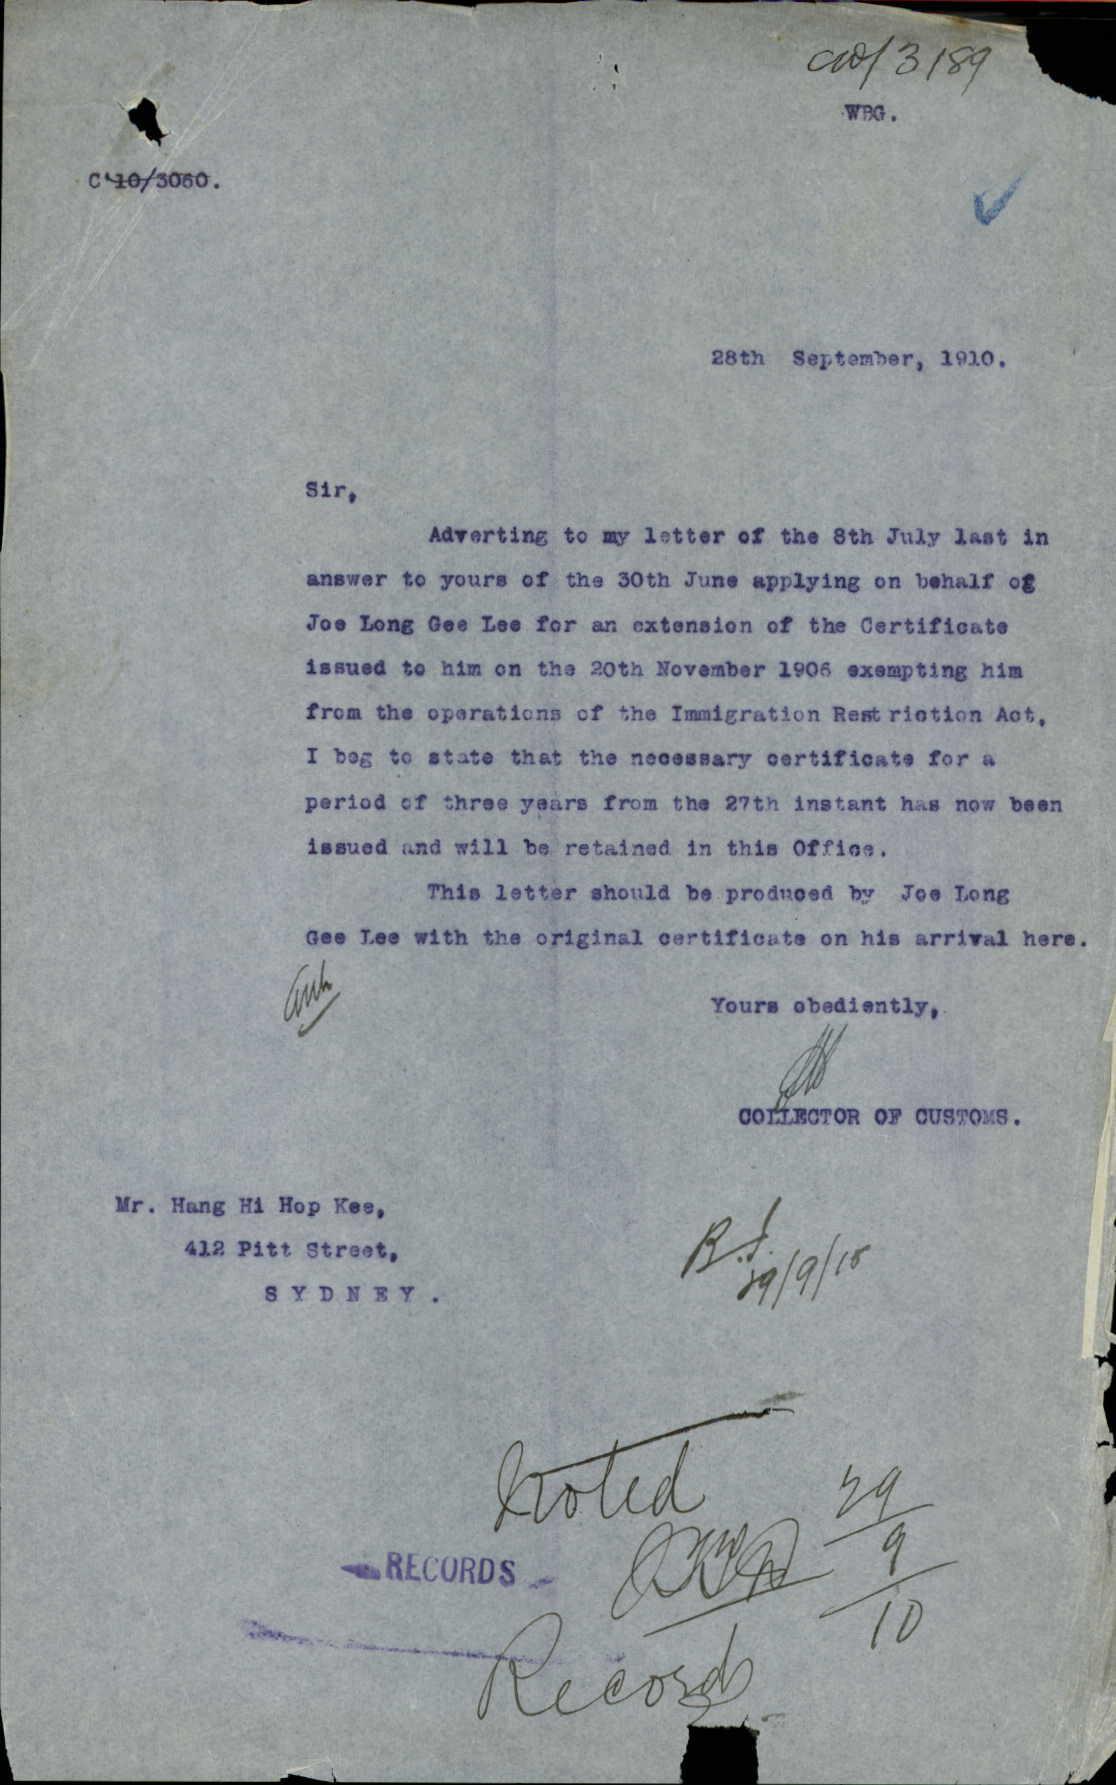 C10/3189
WBG.
C'10/3060.
28th September, 1910.
Sir,
Adverting to my letter of the 8th July last in
answer to yours of the 30th June applying on behalf of
Joe Long Gee Lee for an extension of the Certificate
issued to him on the 20th November 1906 exempting him
from the operations of the Immigration Restriction Act,
I beg to state that the necessary certificate for a
period of three years from the 27th instant has now been
issued and will be retained in this Office.
This letter should be produced by Joe Long
Gee Lee with the original certificate on his arrival here.
Yours obediently,
COLLECTOR OF CUSTOMS.
Mr. Hang Hi Hop Kee,
412 Pitt Street,
SYDNEY.
29/9/10
Noted
29
9
10
RECORDS
Records